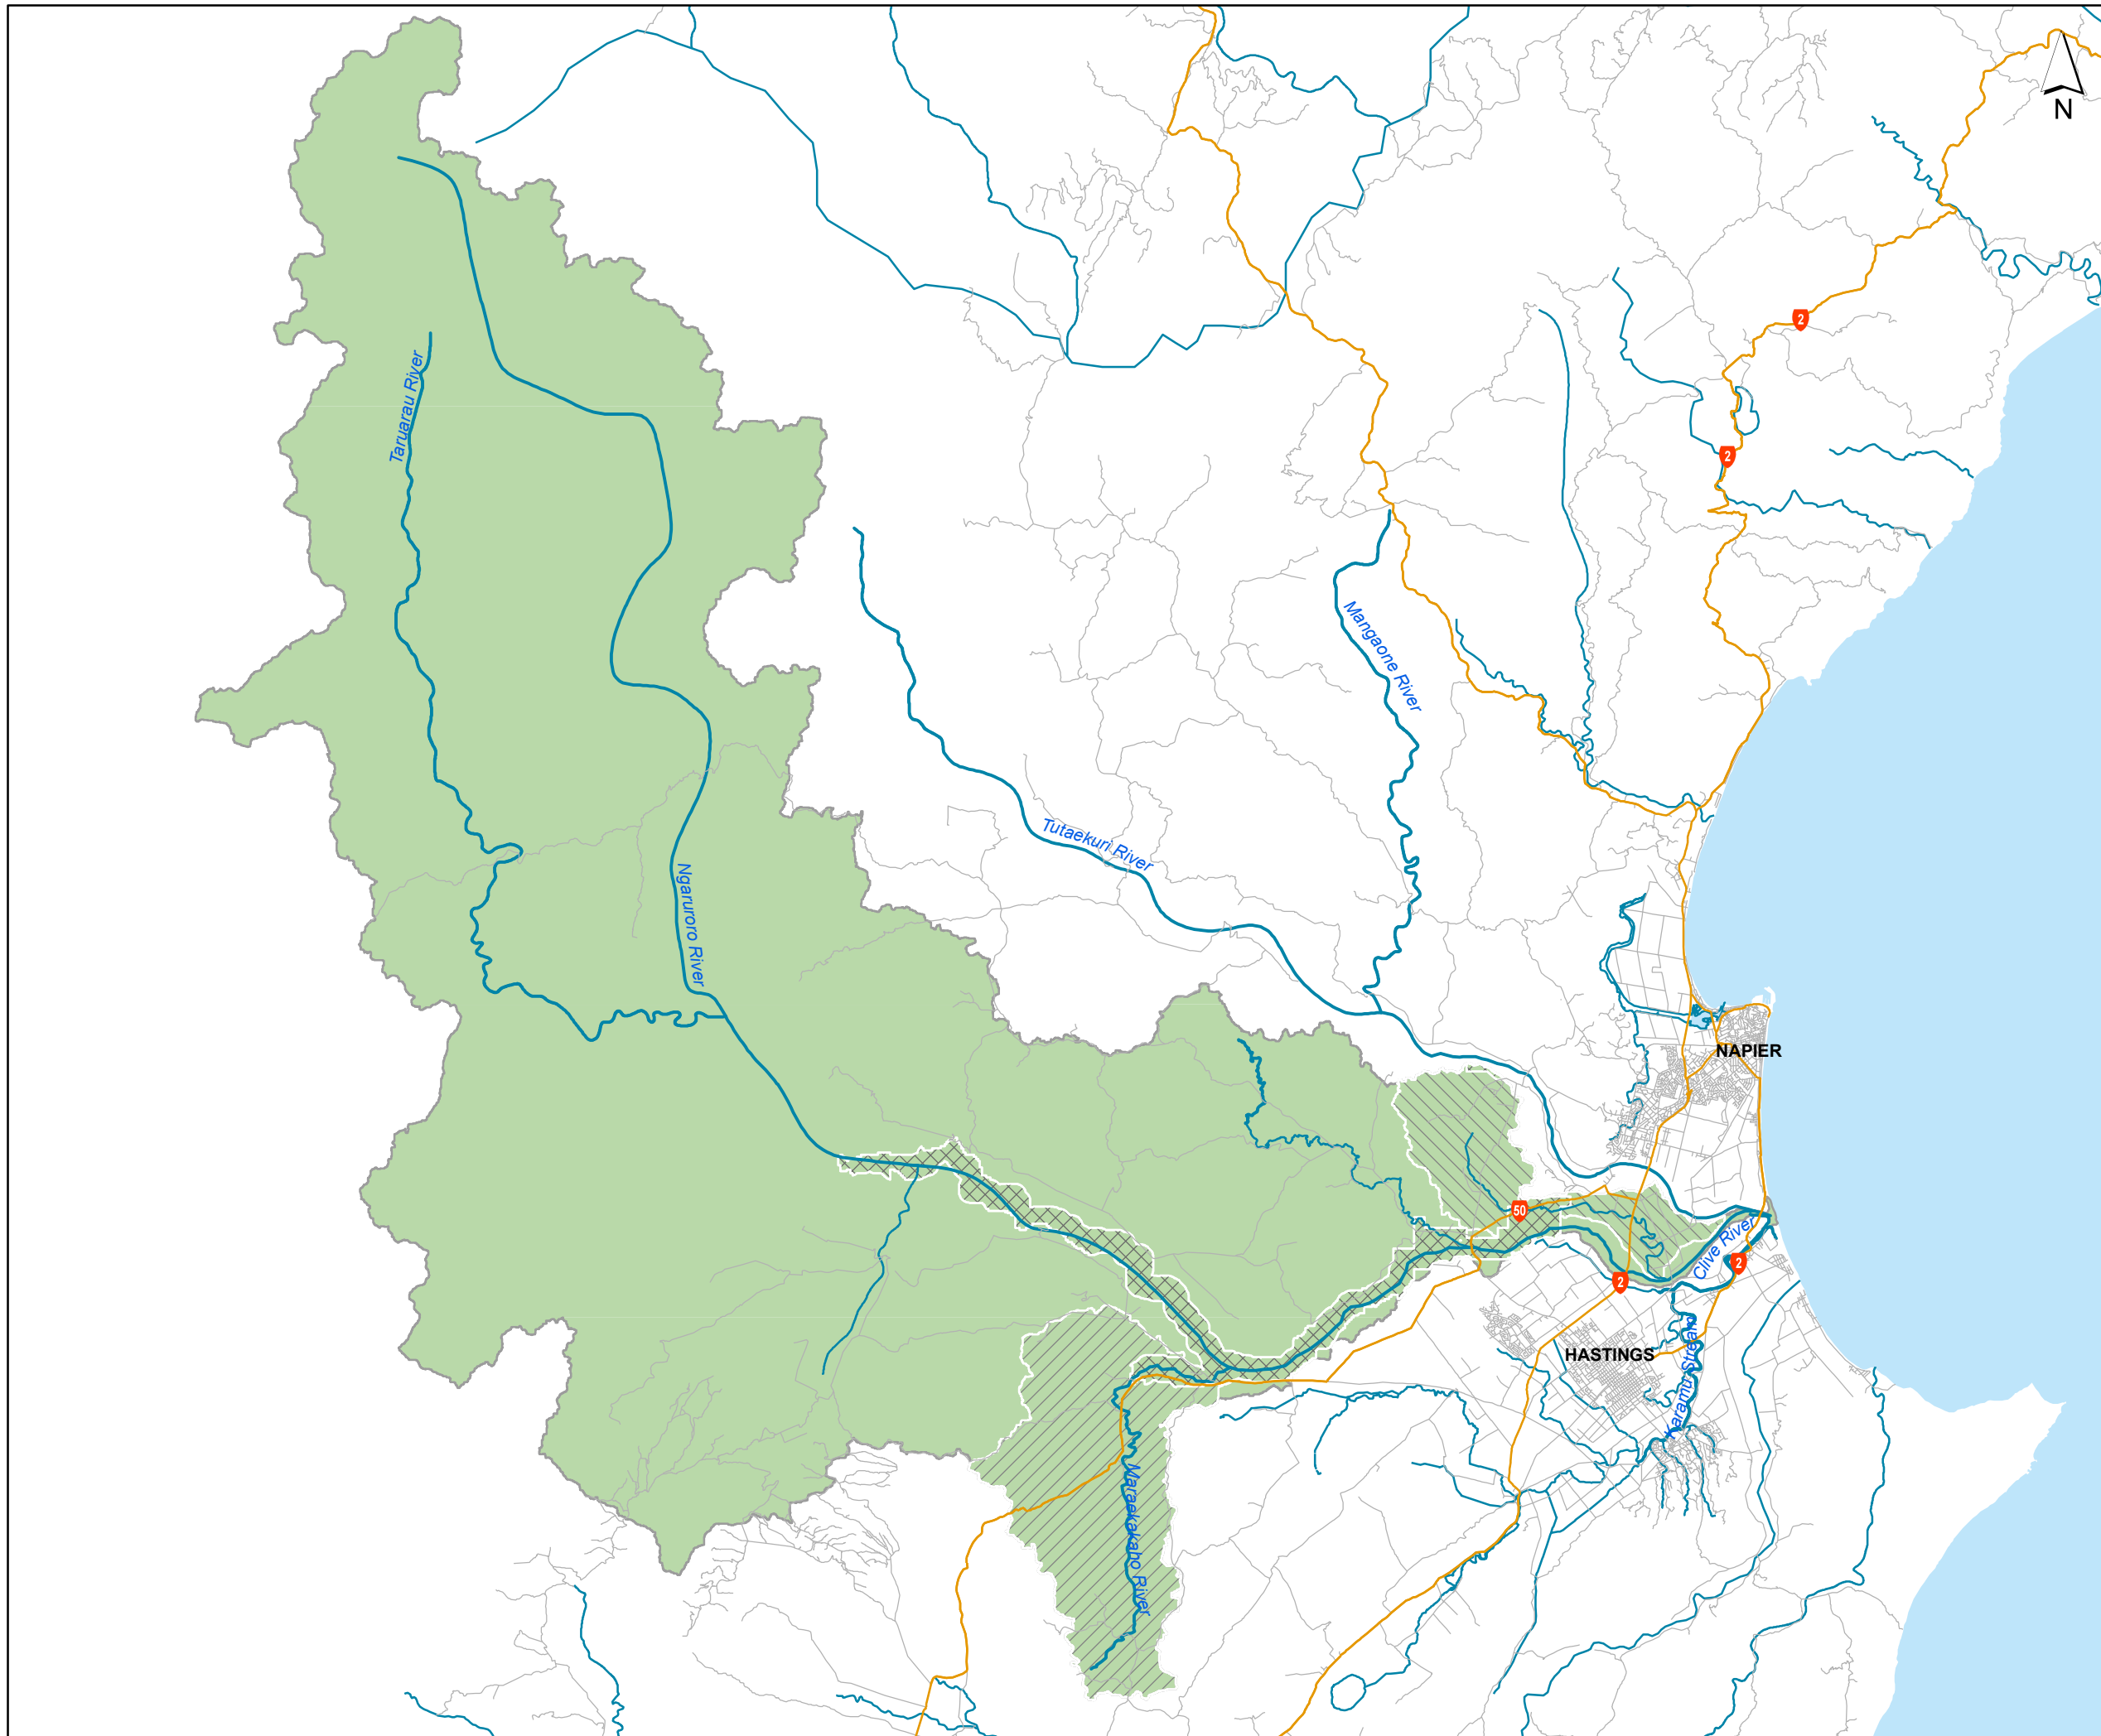 N
2
Taruarau River
2
Mangaone River
Tutaekuri River
Ngaruroro River
NAPIER
50
Clive River
2
2
HASTINGS
Karamu Stream
Maraekakaho River